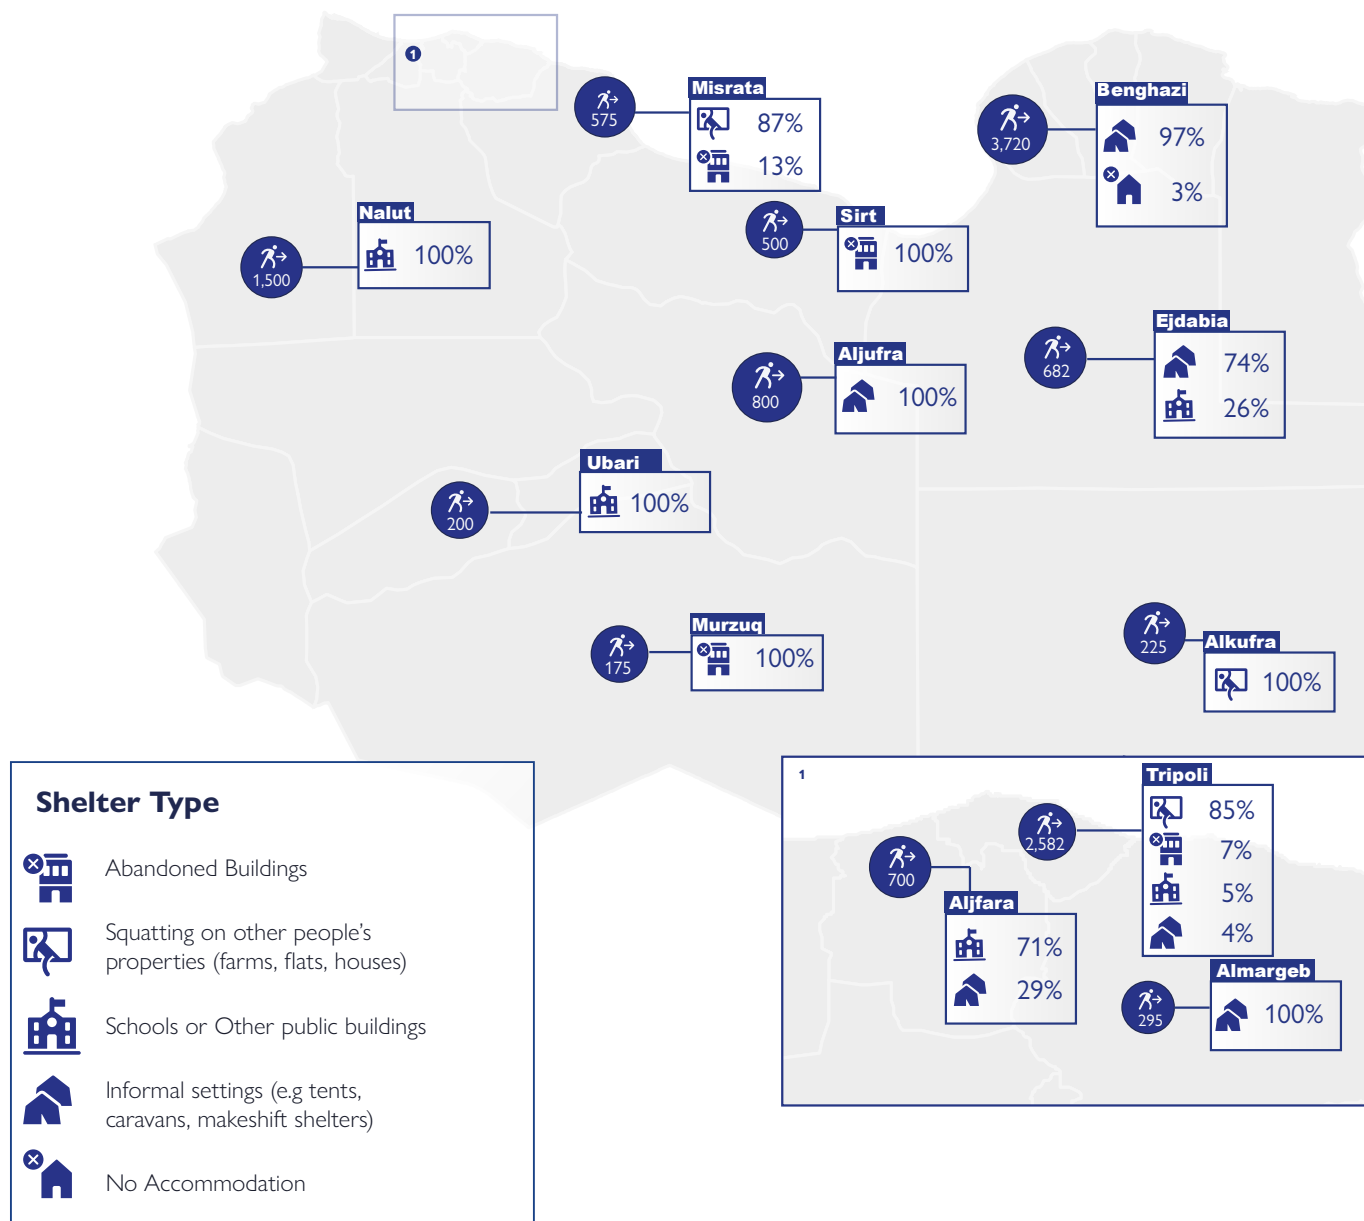 1
575
Misrata
87%
13%
3,720
Benghazi
97%
3%
1,500
Nalut
100%
500
Sirt
100%
800
Aljufra
100%
682
Ejdabia
74%
26%
200
Ubari
100%
175
Murzuq
100%
225
Alkufra
100%
Shelter Type
Abandoned Buildings
Squatting on other people's
properties (farms, flats, houses)
Schools or Other public buildings
Informal settings (e.g tents,
caravans, makeshift shelters)
No Accommodation
1
2,582
Tripoli
85%
7%
5%
4%
700
Aljfara
71%
29%
295
Almargeb
100%